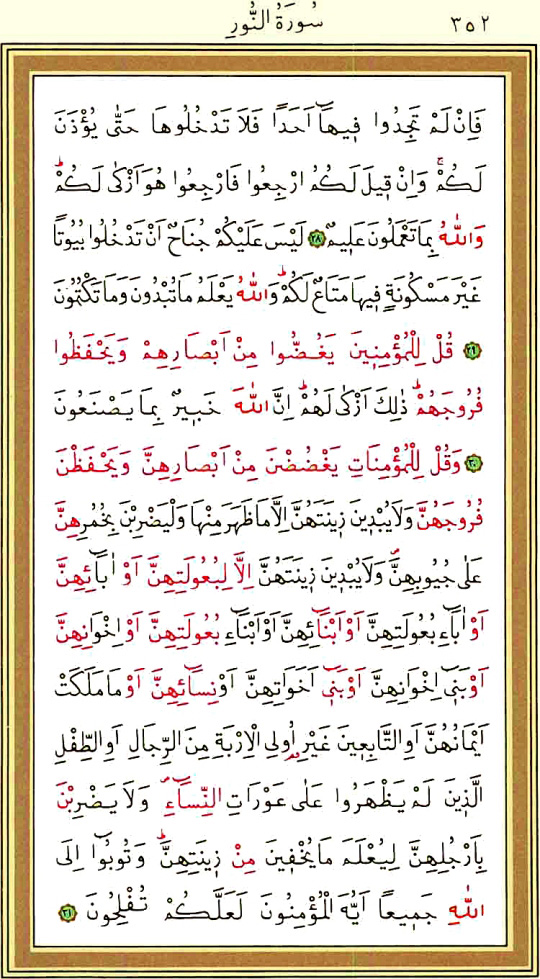 ٣٥٢ سُورَةُ النُّورِ
فَاِنْ لَمْ تَجِدُوا ف۪يهَٓا اَحَدًا فَلَا تَدْخُلُوهَا حَتّٰى يُؤْذَنَ
لَكُمْۚ وَاِنْ ق۪يلَ لَكُمُ ارْجِعُوا فَارْجِعُوا هُوَ اَزْكٰى لَكُمْۜ
وَاللّٰهُ بِمَا تَعْمَلُونَ عَل۪يمٌ ﴿٢٨﴾ لَيْسَ عَلَيْكُمْ جُنَاحٌ اَنْ تَدْخُلُوا بُيُوتًا
غَيْرَ مَسْكُونَةٍ ف۪يهَا مَتَاعٌ لَكُمْۜ وَاللّٰهُ يَعْلَمُ مَا تُبْدُونَ وَمَا تَكْتُمُونَ
﴿٢٩﴾ قُلْ لِلْمُؤْمِن۪ينَ يَغُضُّوا مِنْ اَبْصَارِهِمْ وَيَحْفَظُوا
فُرُوجَهُمْۜ ذٰلِكَ اَزْكٰى لَهُمْۜ اِنَّ اللّٰهَ خَب۪يرٌ بِمَا يَصْنَعُونَ
﴿٣٠﴾ وَقُلْ لِلْمُؤْمِنَاتِ يَغْضُضْنَ مِنْ اَبْصَارِهِنَّ وَيَحْفَظْنَ
فُرُوجَهُنَّ وَلَا يُبْد۪ينَ ز۪ينَتَهُنَّ اِلَّا مَا ظَهَرَ مِنْهَا وَلْيَضْرِبْنَ بِخُمُرِهِنَّ
عَلٰى جُيُوبِهِنَّۖ وَلَا يُبْد۪ينَ ز۪ينَتَهُنَّ اِلَّا لِبُعُولَتِهِنَّ اَوْ اٰبَٓائِهِنَّ
اَوْ اٰبَٓاءِ بُعُولَتِهِنَّ اَوْ اَبْنَٓائِهِنَّ اَوْ اَبْنَٓاءِ بُعُولَتِهِنَّ اَوْ اِخْوَانِهِنَّ
اَوْ بَن۪ٓي اِخْوَانِهِنَّ اَوْ بَن۪ٓي اَخَوَاتِهِنَّ اَوْ نِسَٓائِهِنَّ اَوْ مَا مَلَكَتْ
اَيْمَانُهُنَّ اَوِ التَّابِع۪ينَ غَيْرِ اُو۬لِي الْاِرْبَةِ مِنَ الرِّجَالِ اَوِ الطِّفْلِ
الَّذ۪ينَ لَمْ يَظْهَرُوا عَلٰى عَوْرَاتِ النِّسَٓاءِۖ وَلَا يَضْرِبْنَ
بِاَرْجُلِهِنَّ لِيُعْلَمَ مَا يُخْف۪ينَ مِنْ ز۪ينَتِهِنَّۜ وَتُوبُٓوا اِلَى
اللّٰهِ جَم۪يعًا اَيُّهَ الْمُؤْمِنُونَ لَعَلَّكُمْ تُفْلِحُونَ ﴿٣١﴾